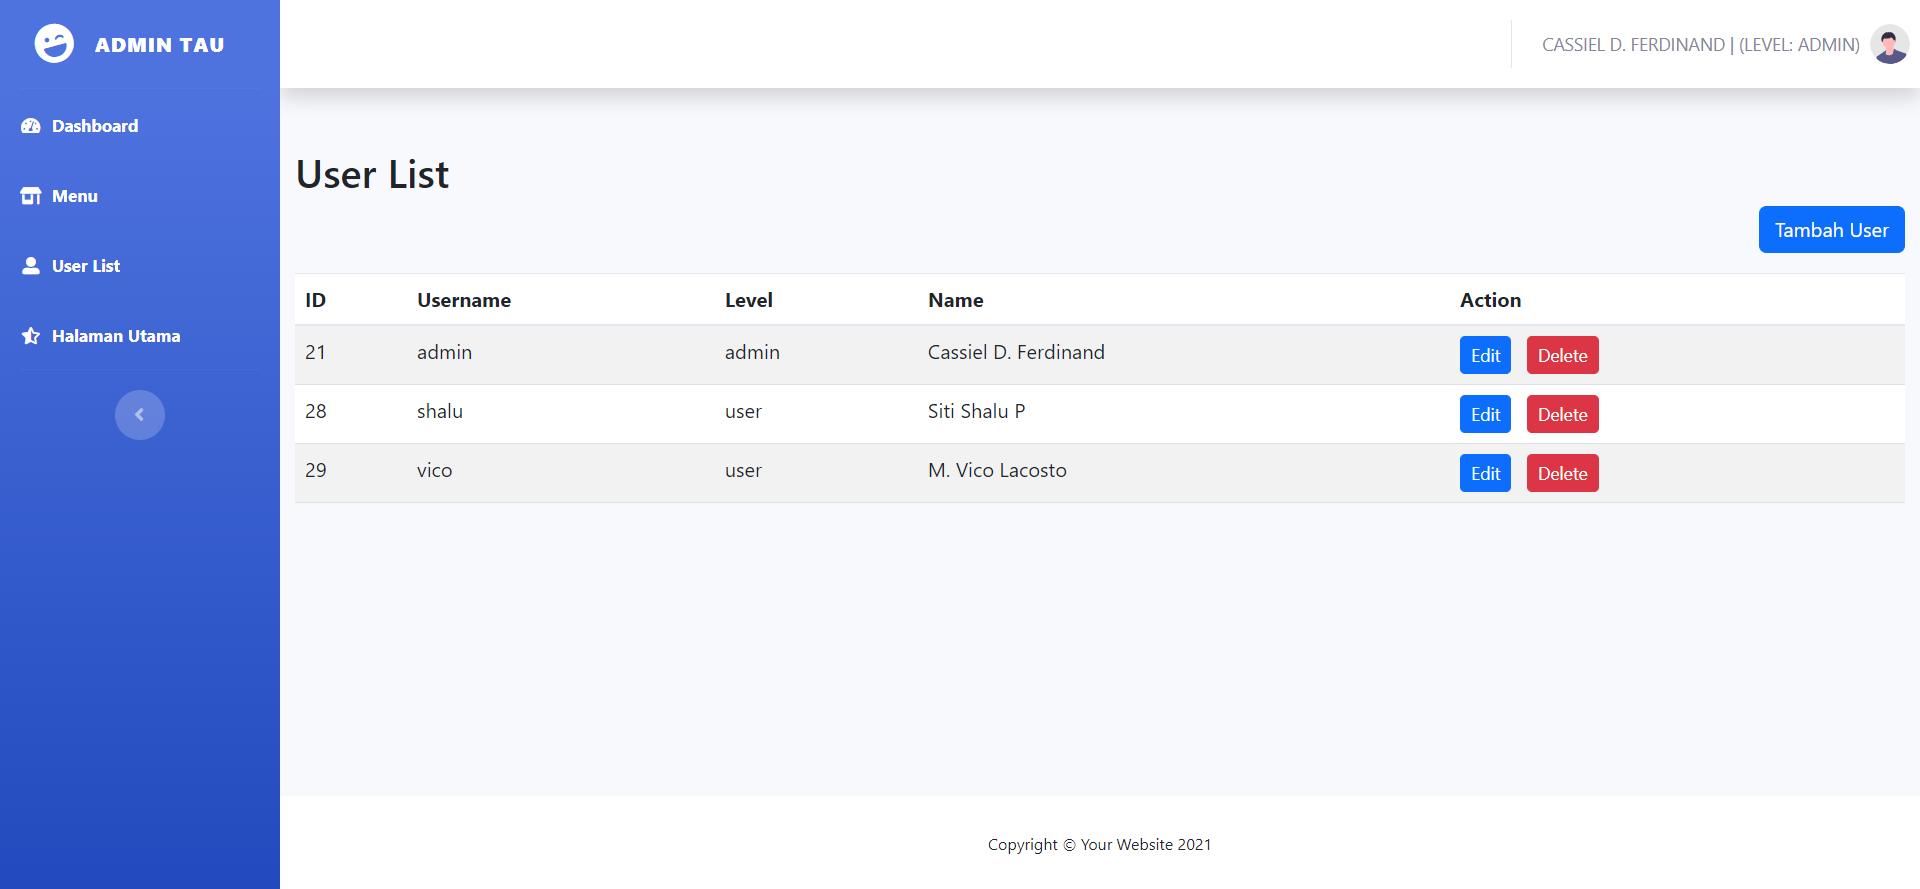 ADMIN TAU
CASSIEL D. FERDINAND | (LEVEL: ADMIN)
Dashboard
Menu
User List
Halaman Utama
User List
Tambah User
ID Username Level Name Action
21 admin admin Cassiel D. Ferdinand Edit Delete
28 shalu user Siti Shalu P Edit Delete
29 vico user M. Vico Lacosto Edit Delete
Copyright © Your Website 2021